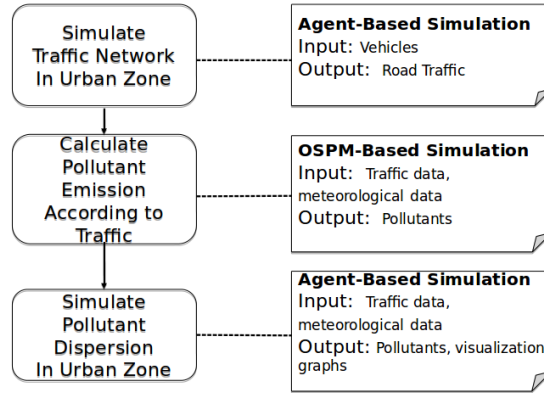 Simulate
Traffic Network
In Urban Zone
Agent-Based Simulation
Input: Vehicles
Output: Road Traffic
Calculate
Pollutant
Emission
According to
Traffic
OSPM-Based Simulation
Input: Traffic data,
meteorological data
Output: Pollutants
Simulate
Pollutant
Dispersion
In Urban Zone
Agent-Based Simulation
Input: Traffic data,
meteorological data
Output: Pollutants, visualization
graphs